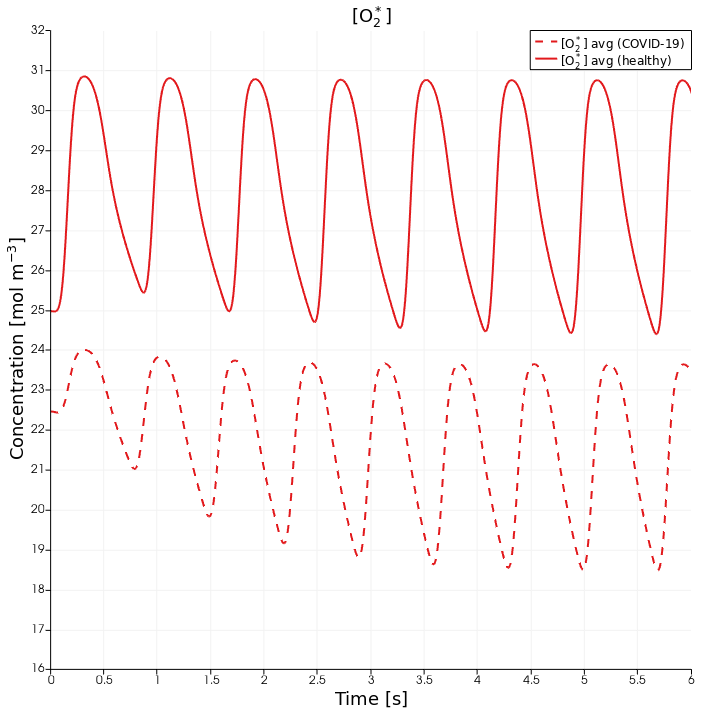 [O₂*]
[O₂*] avg (COVID-19)
[O₂*] avg (healthy)
Concentration [mol m⁻³]
32
31
30
29
28
27
26
25
24
23
22
21
20
19
18
17
16
0 0.5 1 1.5 2 2.5 3 3.5 4 4.5 5 5.5 6
Time [s]